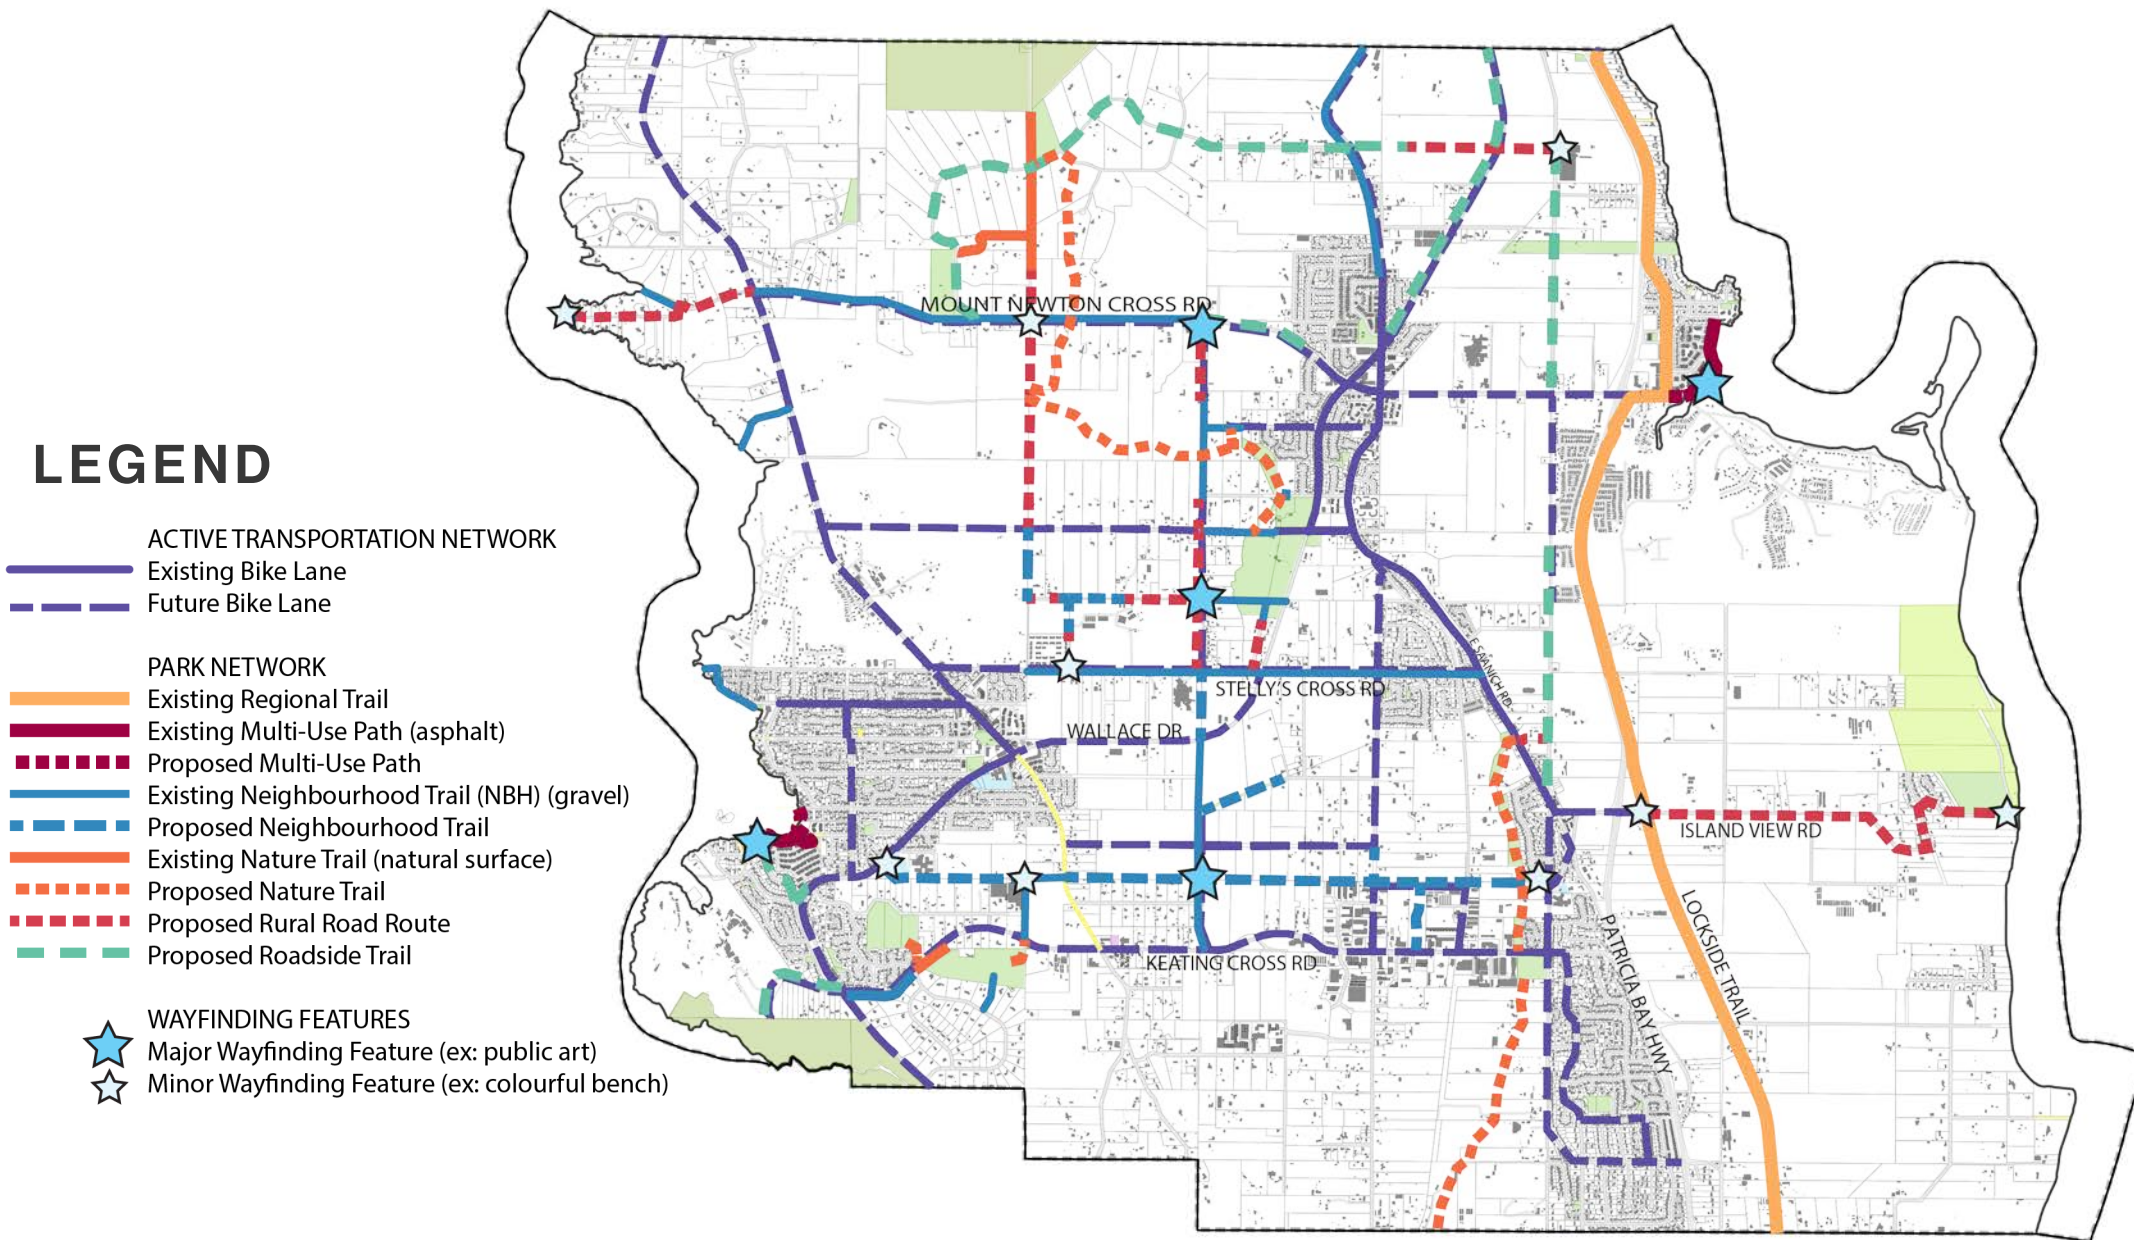 LEGEND
ACTIVE TRANSPORTATION NETWORK
Existing Bike Lane
Future Bike Lane
PARK NETWORK
Existing Regional Trail
Existing Multi-Use Path (asphalt)
Proposed Multi-Use Path
Existing Neighbourhood Trail (NBH) (gravel)
Proposed Neighbourhood Trail
Existing Nature Trail (natural surface)
Proposed Nature Trail
Proposed Rural Road Route
Proposed Roadside Trail
WAYFINDING FEATURES
Major Wayfinding Feature (ex: public art)
Minor Wayfinding Feature (ex: colourful bench)
MOUNT NEWTON CROSS RD
E SAANICH RD
STELLY'S CROSS RD
WALLACE DR
ISLAND VIEW RD
LOCKSIDE TRAIL
PATRICIA BAY HWY
KEATING CROSS RD